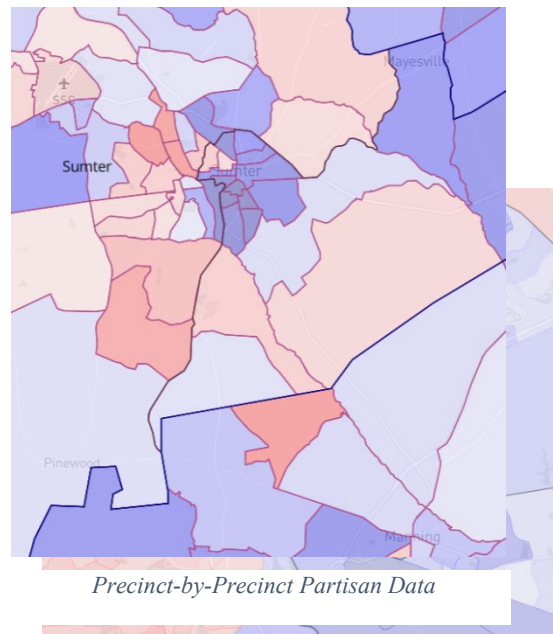 Mayesville
SSC
Sumter
Sumter
Pinewood
Manning
Precinct-by-Precinct Partisan Data